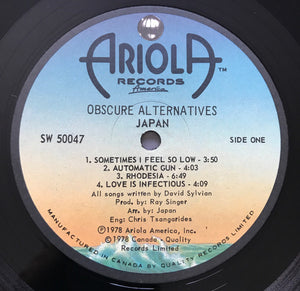 ARIOLA™
RECORDS
America
OBSCURE ALTERNATIVES
JAPAN
SW 50047
SIDE ONE
1. SOMETIMES I FEEL SO LOW - 3:50
2. AUTOMATIC GUN - 4:03
3. RHODESIA - 6:49
4. LOVE IS INFECTIOUS - 4:09
All songs written by David Sylvion
Prod. by: Ray Singer
Arr. by: Japan
Eng: Chris Tsangarides
℗ 1978 Ariola America, Inc.
© 1978 Canada - Quality
Records Limited
MANUFACTURED IN CANADA BY QUALITY RECORDS LIMITED